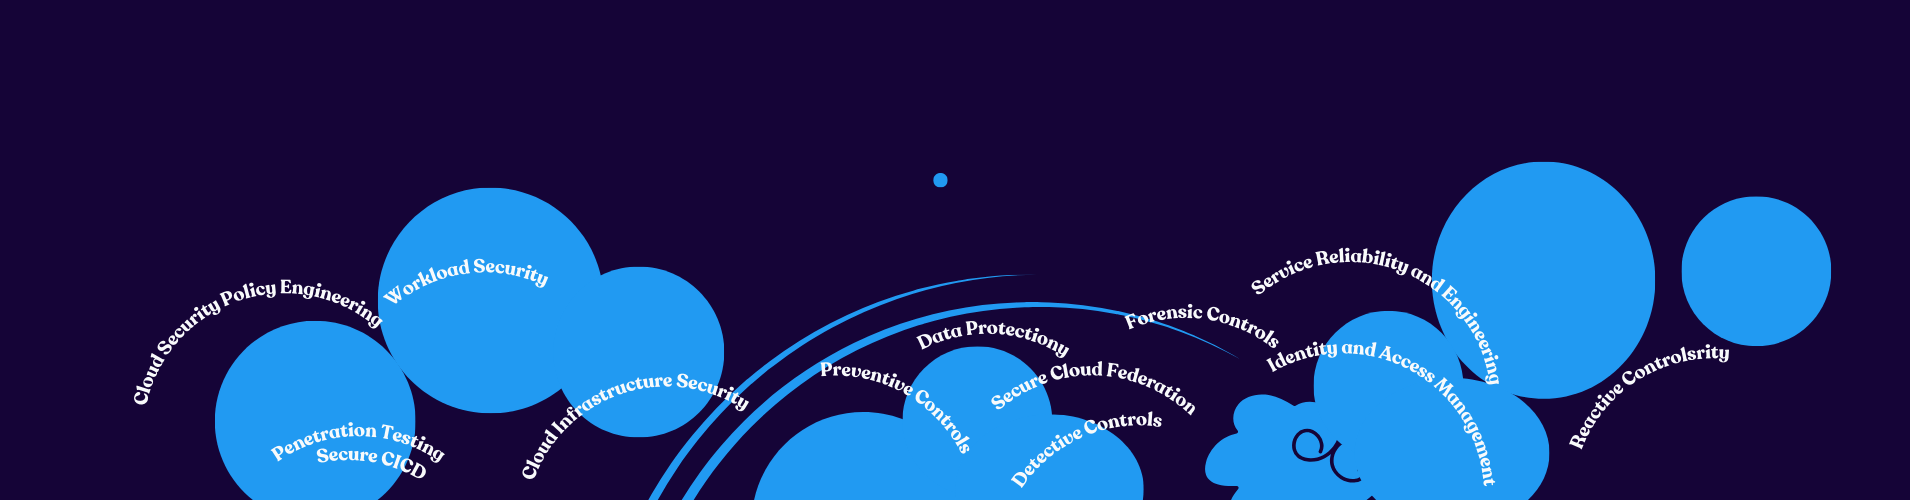 Cloud Security Policy Engineering
Workload Security
Penetration Testing
Secure CICD
Cloud Infrastructure Security
Preventive Controls
Data Protectiony
Secure Cloud Federation
Detective Controls
Forensic Controls
Service Reliability and Engineering
Identity and Access Management
Reactive Controlsrity